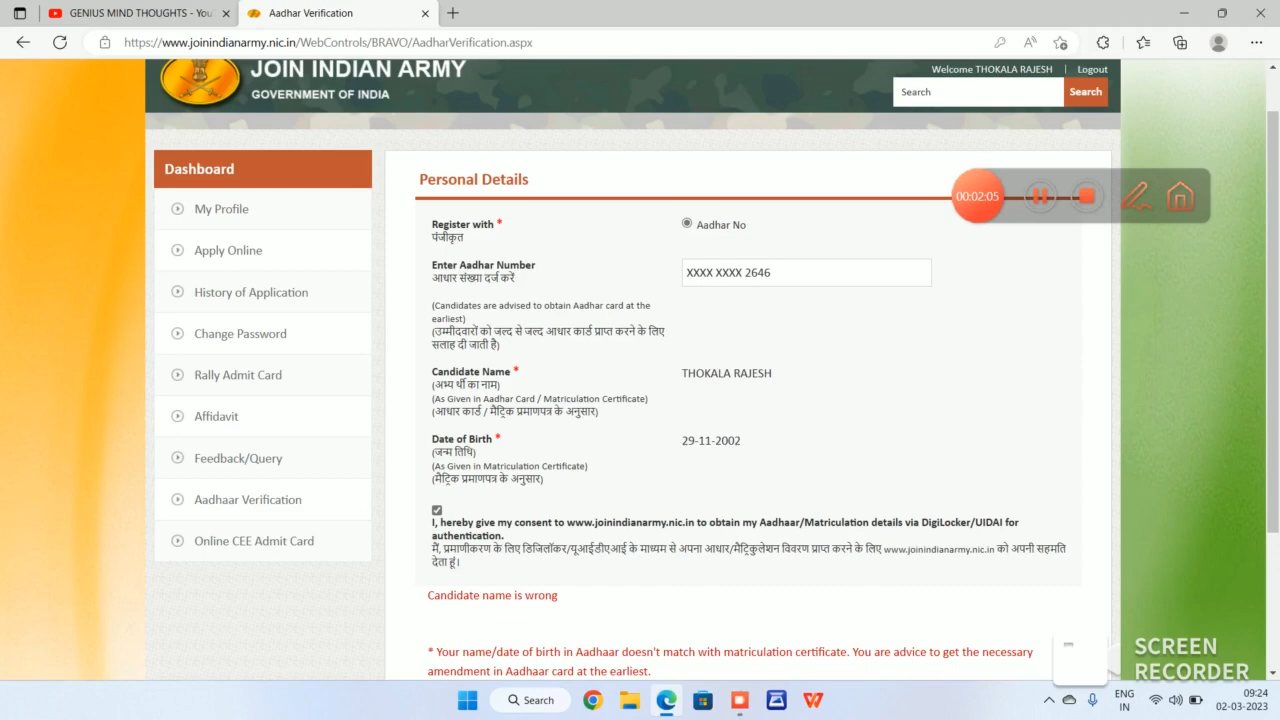 GENIUS MIND THOUGHTS - You
Aadhar Verification
https://www.joinindianarmy.nic.in/WebControls/BRAVO/AadharVerification.aspx
JOIN INDIAN ARMY
GOVERNMENT OF INDIA
Welcome THOKALA RAJESH | Logout
Search Search
Dashboard
My Profile
Apply Online
History of Application
Change Password
Rally Admit Card
Affidavit
Feedback/Query
Aadhaar Verification
Online CEE Admit Card
Personal Details
00:02:05
Register with *
पंजीकृत
Aadhar No
Enter Aadhar Number
आधार संख्या दर्ज करें
XXXX XXXX 2646
(Candidates are advised to obtain Aadhar card at the
earliest)
(उम्मीदवारों को जल्द से जल्द आधार कार्ड प्राप्त करने के लिए
सलाह दी जाती है)
Candidate Name *
(अभ्य र्थी का नाम)
(As Given in Aadhar Card / Matriculation Certificate)
(आधार कार्ड / मैट्रिक प्रमाणपत्र के अनुसार)
THOKALA RAJESH
Date of Birth *
(जन्म तिथि)
(As Given in Matriculation Certificate)
(मैट्रिक प्रमाणपत्र के अनुसार)
29-11-2002
I, hereby give my consent to www.joinindianarmy.nic.in to obtain my Aadhaar/Matriculation details via DigiLocker/UIDAI for
authentication.
मैं, प्रमाणीकरण के लिए डिजिलॉकर/यूआईडीएआई के माध्यम से अपना आधार/मैट्रिकुलेशन विवरण प्राप्त करने के लिए www.joinindianarmy.nic.in को अपनी सहमति
देता हूं।
Candidate name is wrong
* Your name/date of birth in Aadhaar doesn't match with matriculation certificate. You are advice to get the necessary
amendment in Aadhaar card at the earliest.
SCREEN
RECORDER
Search
ENG
IN
09:24
02-03-2023